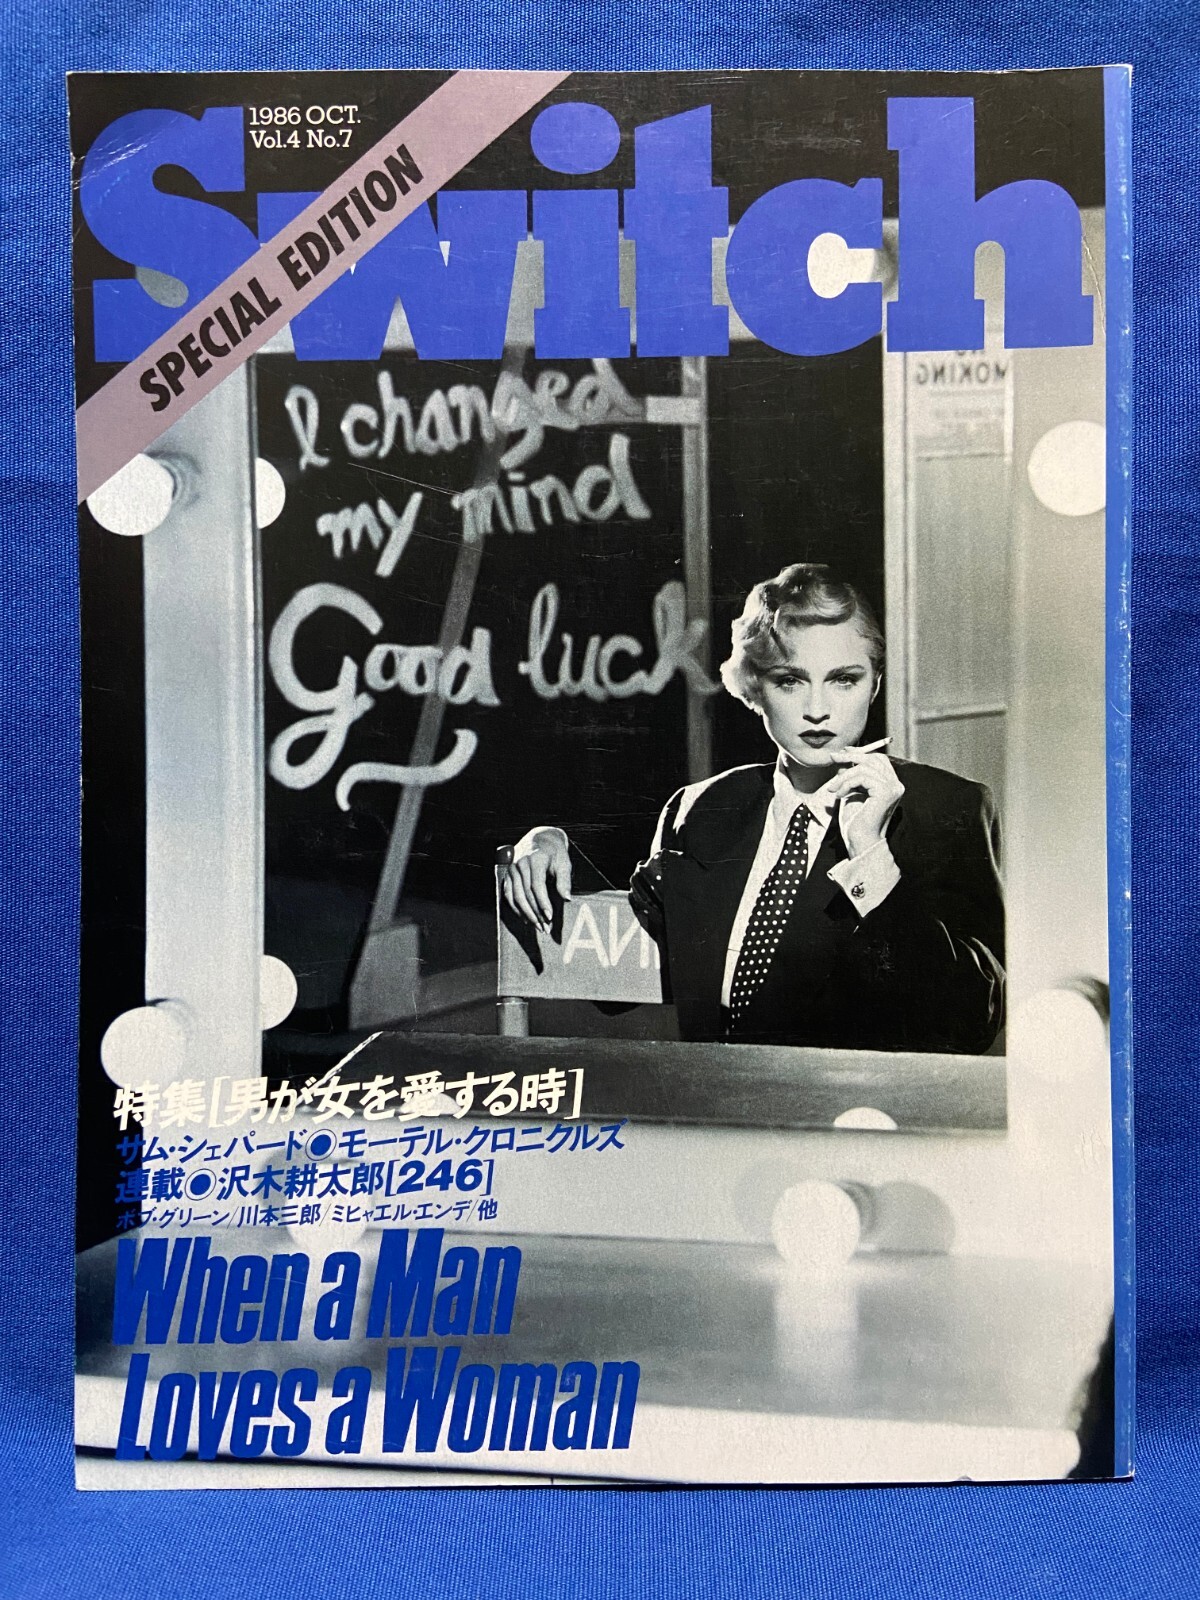 1986 OCT.
Vol.4 No.7
Switch
SPECIAL EDITION
I changed
my mind
Good luck
SMOKING
特集[男が女を愛する時]
サム・シェパード◉モーテル・クロニクルズ
連載◉沢木耕太郎[246]
ボブ・グリーン/川本三郎/ミヒャエル・エンデ/他
When a Man
Loves a Woman